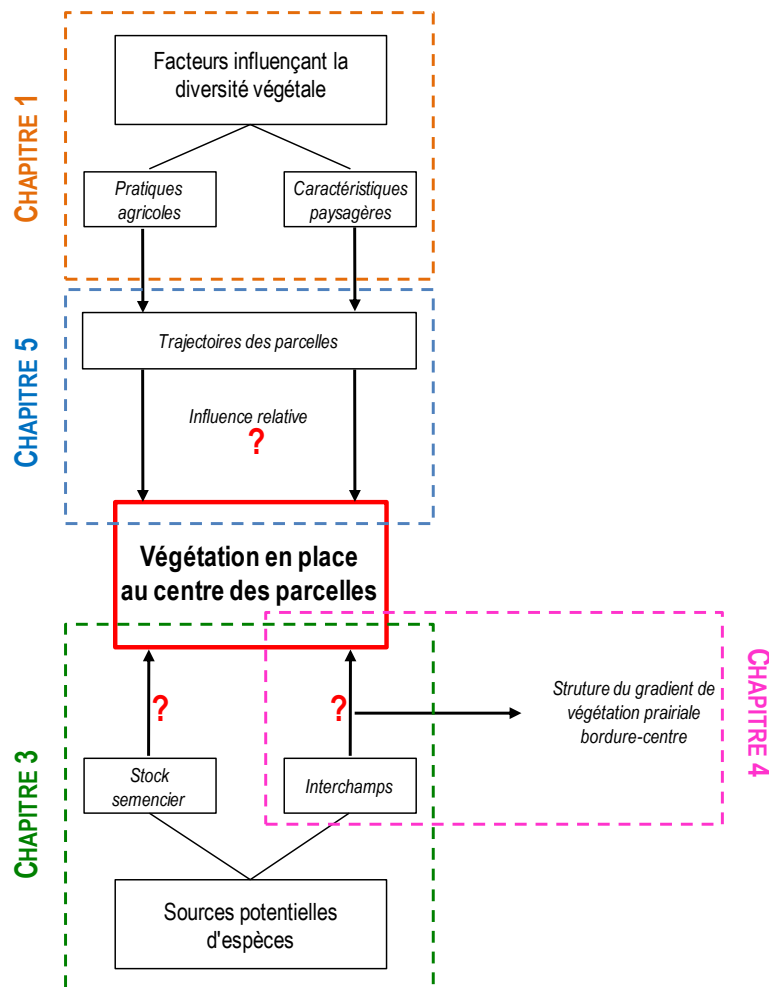 CHAPITRE 1
Facteurs influençant la
diversité végétale
Pratiques
agricoles
Caractéristiques
paysagères
CHAPITRE 5
Trajectoires des parcelles
Influence relative
?
Végétation en place
au centre des parcelles
CHAPITRE 3
?
?
CHAPITRE 4
Struture du gradient de
végétation prairiale
bordure-centre
Stock
semencier
Interchamps
Sources potentielles
d'espèces